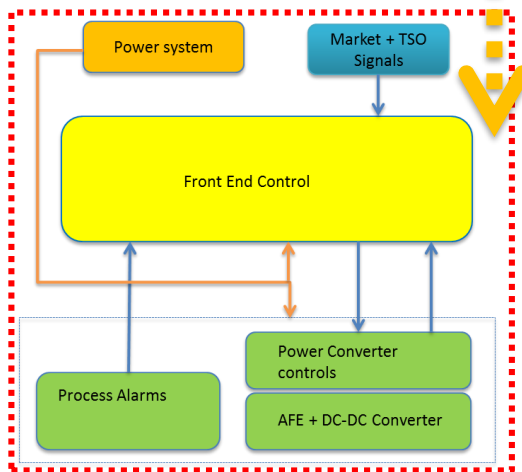 Power system
Market + TSO
Signals
Front End Control
Process Alarms
Power Converter
controls
AFE + DC-DC Converter